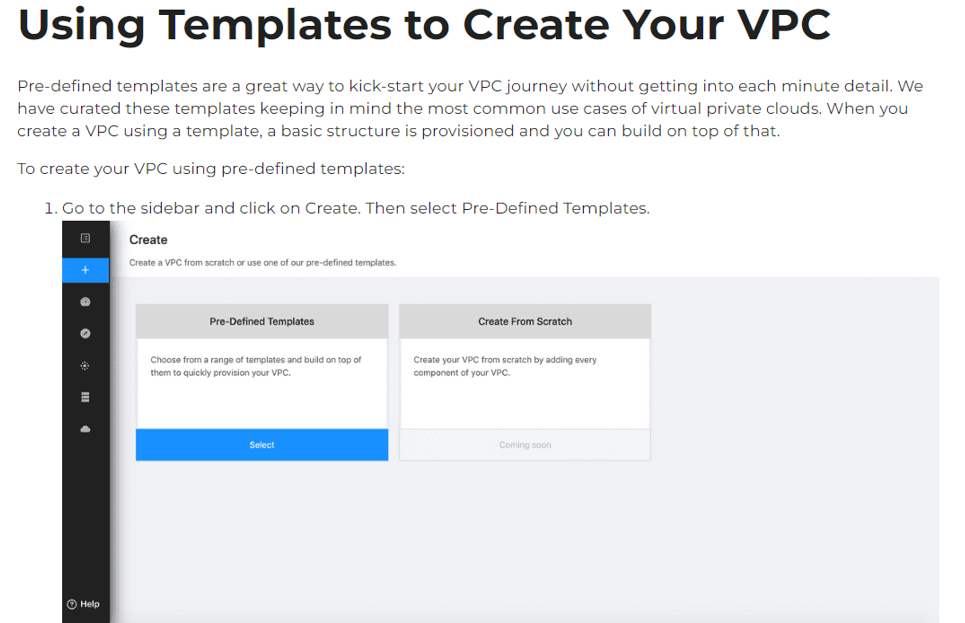 Using Templates to Create Your VPC
Pre-defined templates are a great way to kick-start your VPC journey without getting into each minute detail. We
have curated these templates keeping in mind the most common use cases of virtual private clouds. When you
create a VPC using a template, a basic structure is provisioned and you can build on top of that.
To create your VPC using pre-defined templates:
1. Go to the sidebar and click on Create. Then select Pre-Defined Templates.
Create
Create a VPC from scratch or use one of our pre-defined templates.
Pre-Defined Templates
Choose from a range of templates and build on top of
them to quickly provision your VPC.
Select
Create From Scratch
Create your VPC from scratch by adding every
component of your VPC.
Coming soon
Help